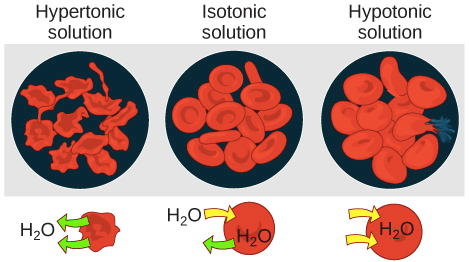 Hypertonic
solution
Isotonic
solution
Hypotonic
solution
H₂O
H₂O
H₂O
H₂O